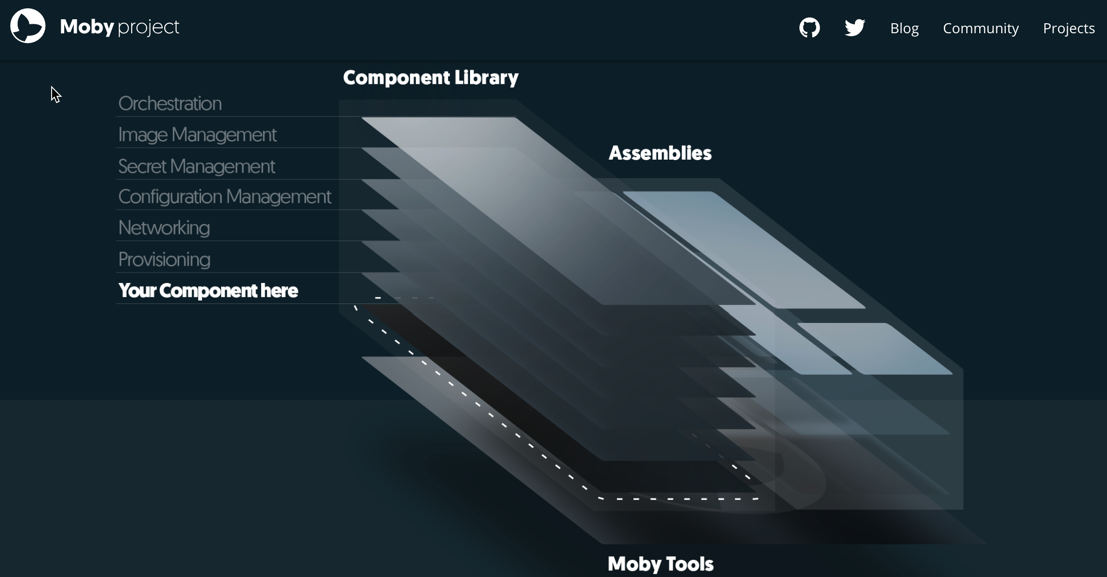 Moby project
Blog
Community
Projects
Component Library
Orchestration
Image Management
Secret Management
Configuration Management
Networking
Provisioning
Your Component here
Assemblies
Moby Tools